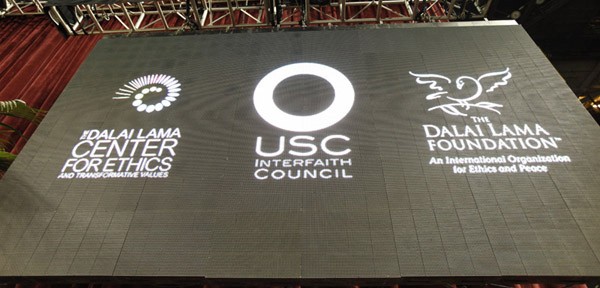 THE DALAI LAMA
CENTER
FOR ETHICS
AND TRANSFORMATIVE VALUES
USC
INTERFAITH
COUNCIL
THE
DALAI LAMA
FOUNDATION™
An International Organization
for Ethics and Peace